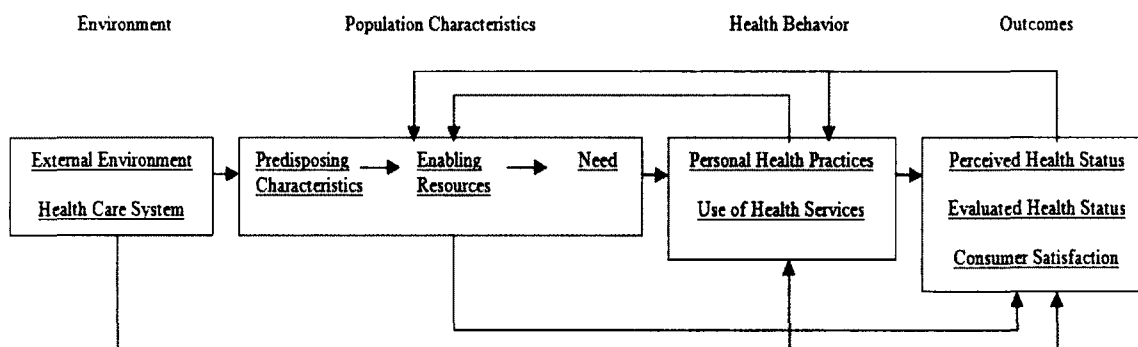 Environment
Population Characteristics
Health Behavior
Outcomes
External Environment
Health Care System
Predisposing
Characteristics
Enabling
Resources
Need
Personal Health Practices
Use of Health Services
Perceived Health Status
Evaluated Health Status
Consumer Satisfaction